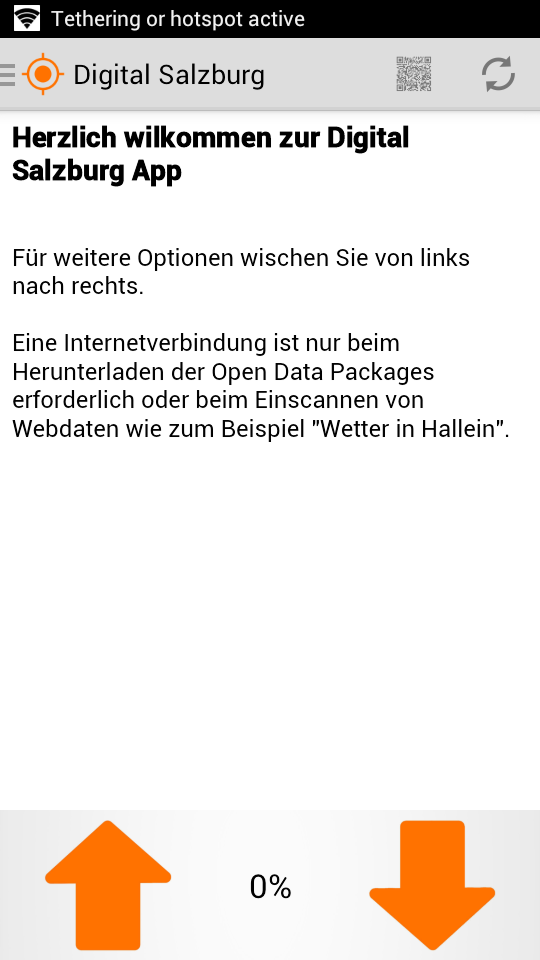 Tethering or hotspot active
Digital Salzburg
Herzlich wilkommen zur Digital
Salzburg App
Für weitere Optionen wischen Sie von links
nach rechts.
Eine Internetverbindung ist nur beim
Herunterladen der Open Data Packages
erforderlich oder beim Einscannen von
Webdaten wie zum Beispiel "Wetter in Hallein".
0%